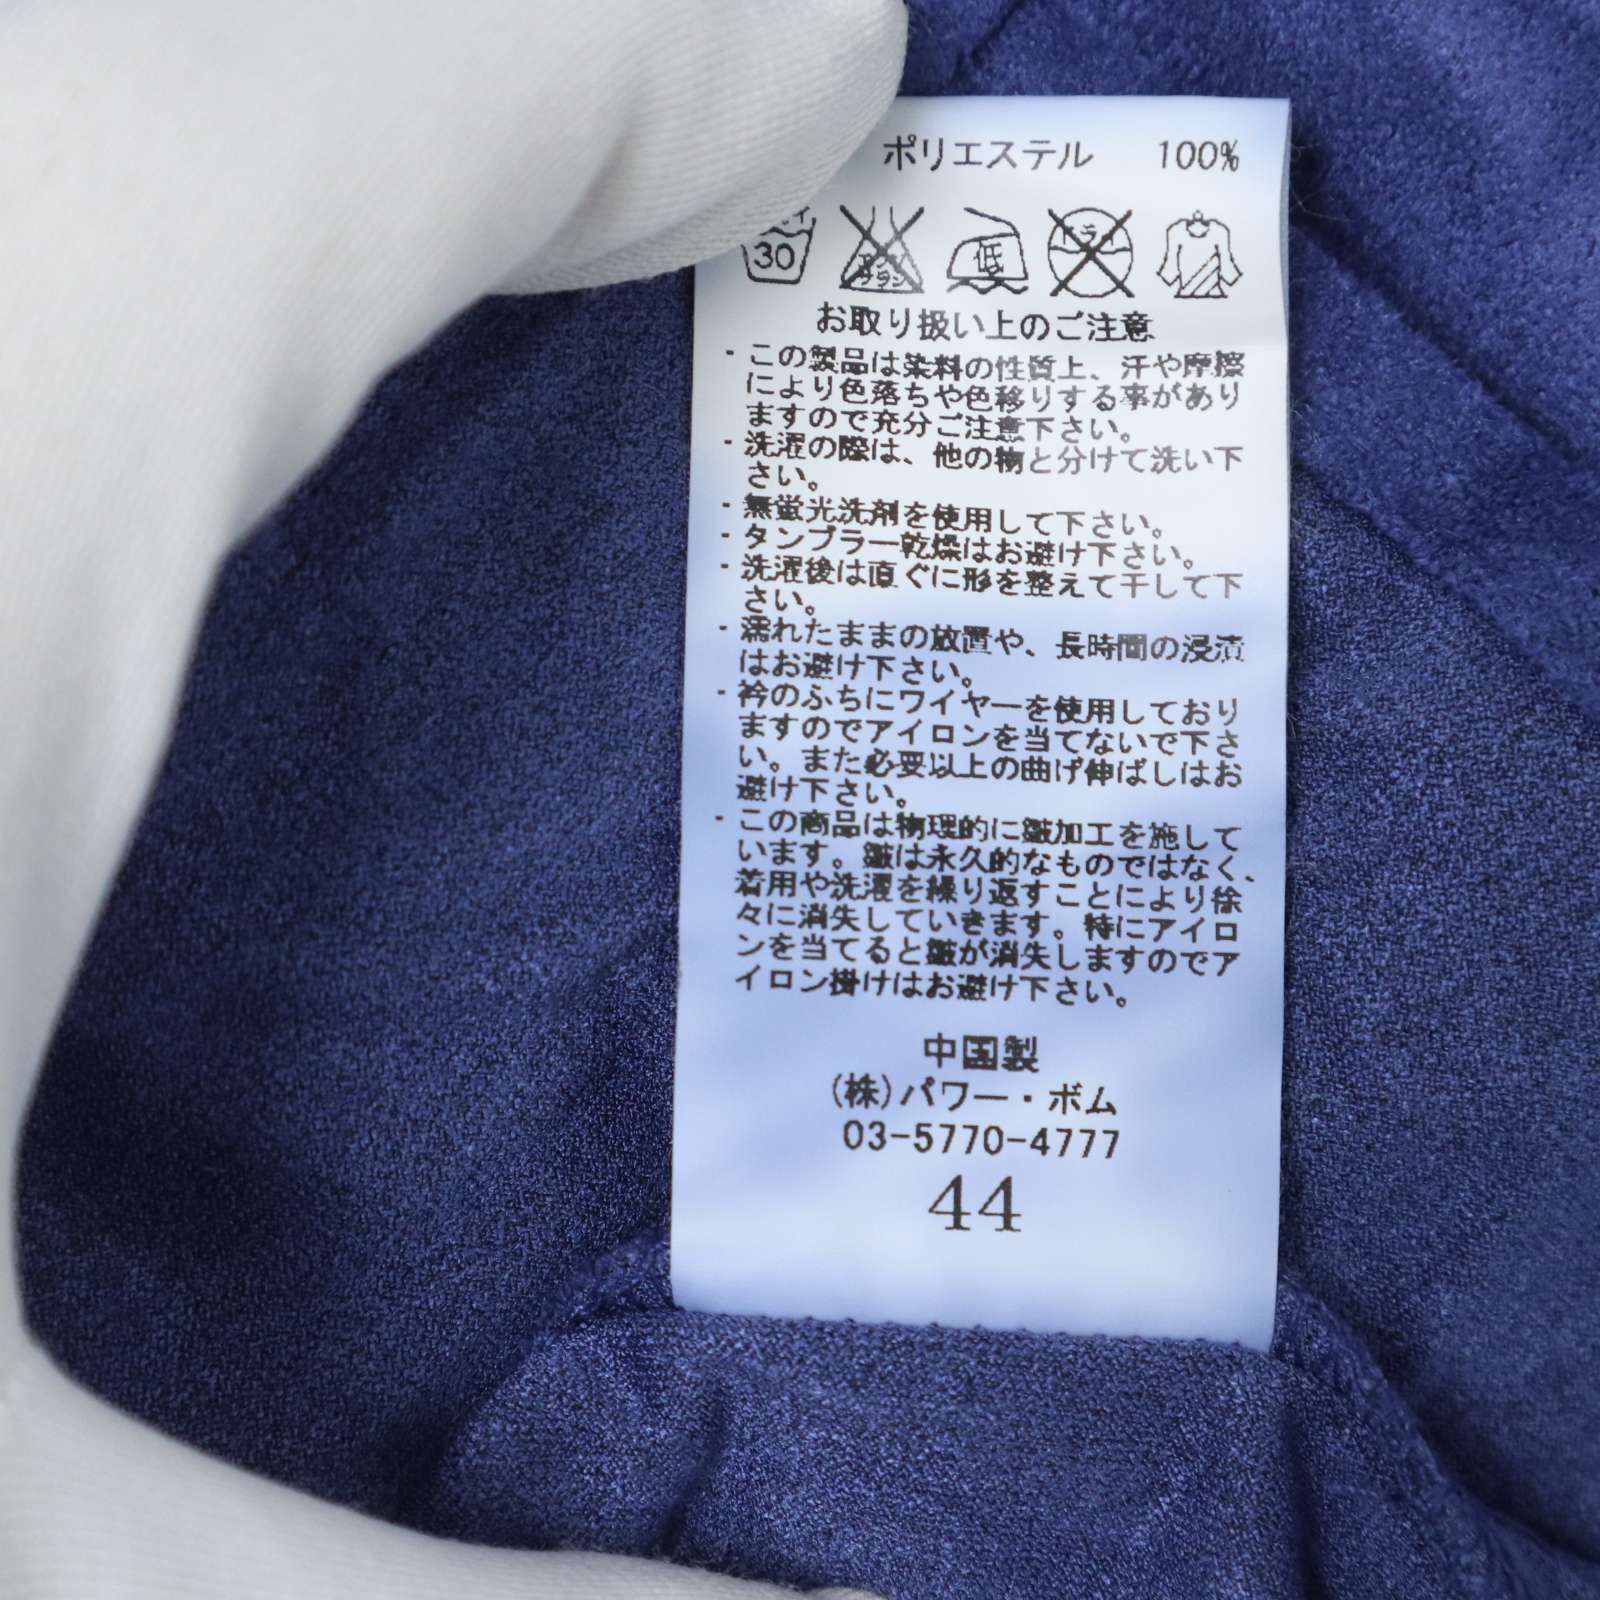 ポリエステル 100%
イ
30
エンソ
サラシ
低
ドライ
お取り扱い上のご注意
・この製品は染料の性質上、汗や摩擦
により色落ちや色移りする事があり
ますので充分ご注意下さい。
・洗濯の際は、他の物と分けて洗い下
さい。
・無蛍光洗剤を使用して下さい。
・タンブラー乾燥はお避け下さい。
・洗濯後は直ぐに形を整えて干して下
さい。
・濡れたままの放置や、長時間の浸漬
はお避け下さい。
・衿のふちにワイヤーを使用しており
ますのでアイロンを当てないで下さ
い。また必要以上の曲げ伸ばしはお
避け下さい。
・この商品は物理的に皺加工を施して
います。皺は永久的なものではなく、
着用や洗濯を繰り返すことにより徐
々に消失していきます。特にアイロ
ンを当てると皺が消失しますのでア
イロン掛けはお避け下さい。
中国製
(株)パワー・ボム
03-5770-4777
44